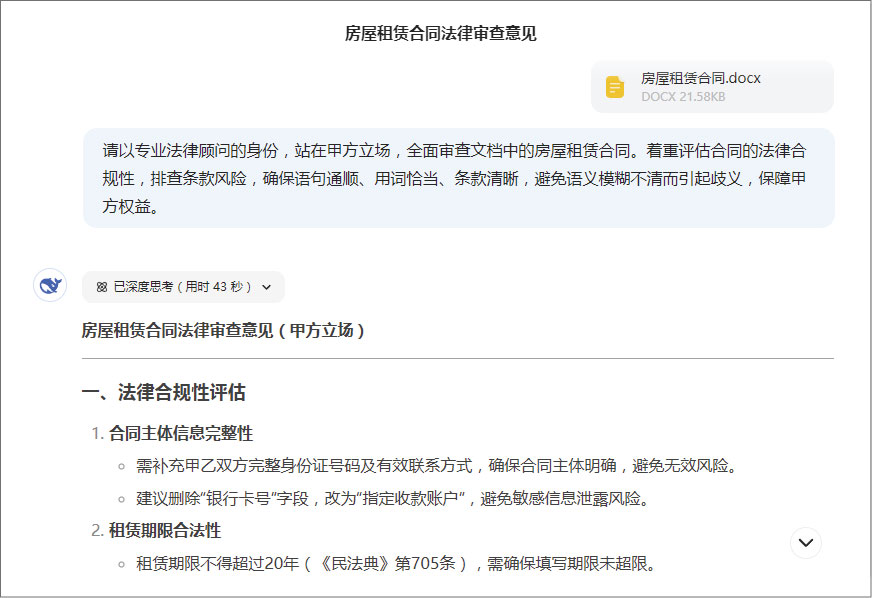 房屋租赁合同法律审查意见
房屋租赁合同.docx
DOCX 21.58KB
请以专业法律顾问的身份，站在甲方立场，全面审查文档中的房屋租赁合同。着重评估合同的法律合
规性，排查条款风险，确保语句通顺、用词恰当、条款清晰，避免语义模糊不清而引起歧义，保障甲
方权益。
已深度思考（用时 43 秒）
房屋租赁合同法律审查意见（甲方立场）
一、法律合规性评估
1. 合同主体信息完整性
需补充甲乙双方完整身份证号码及有效联系方式，确保合同主体明确，避免无效风险。
建议删除“银行卡号”字段，改为“指定收款账户”，避免敏感信息泄露风险。
2. 租赁期限合法性
租赁期限不得超过20年（《民法典》第705条），需确保填写期限未超限。